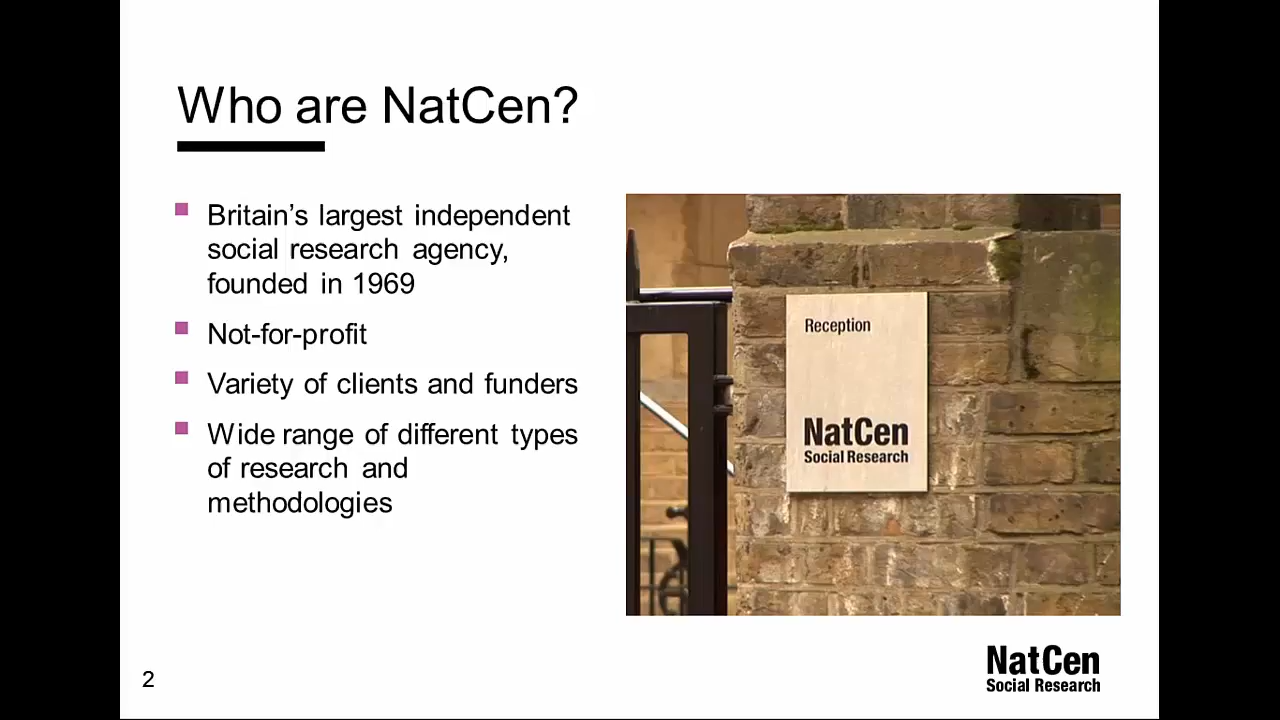 Who are NatCen?
Britain's largest independent
social research agency,
founded in 1969
Not-for-profit
Variety of clients and funders
Wide range of different types
of research and
methodologies
Reception
NatCen
Social Research
NatCen
Social Research
2